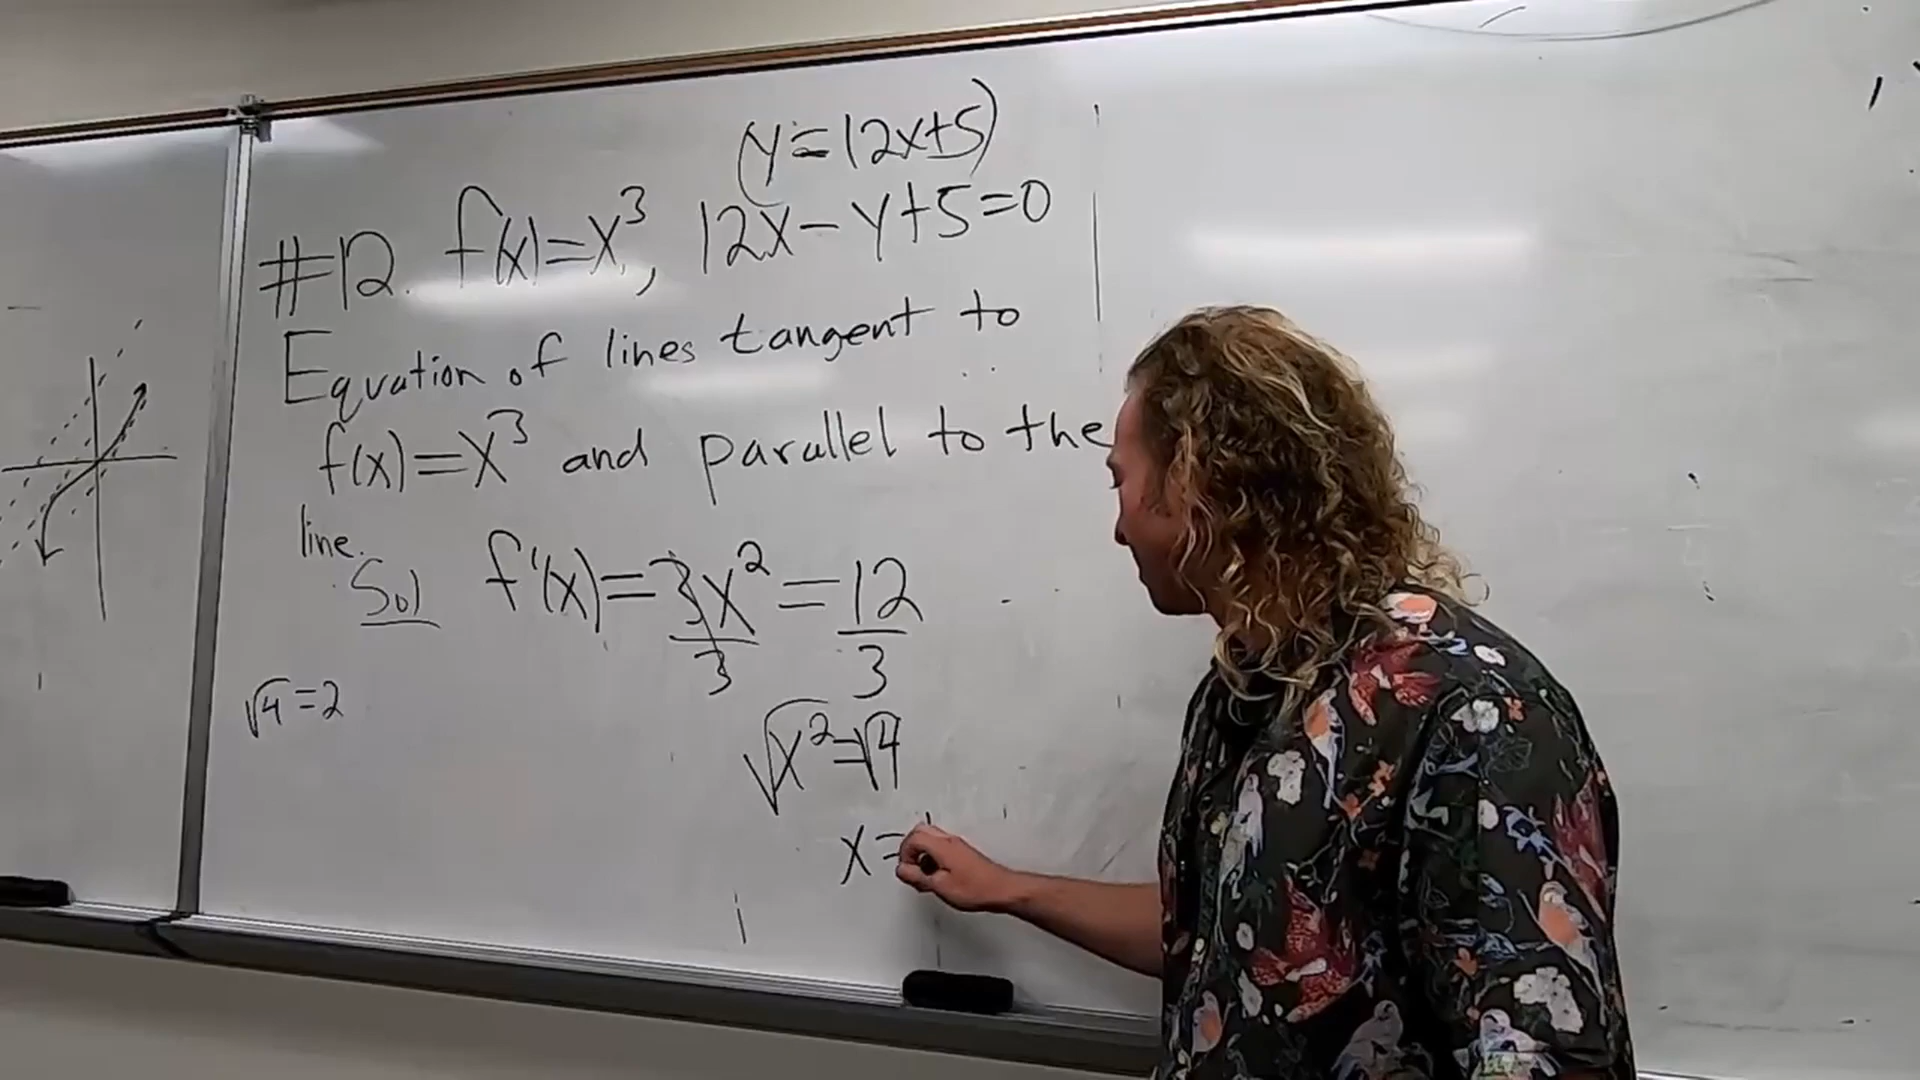 (y=12x+5)
#12. f(x)=x³, 12x-y+5=0
Equation of lines tangent to
f(x)=x³ and parallel to the
line.
Sol f'(x)=3x²=12
3 3
√4=2
√x²=√4
x=